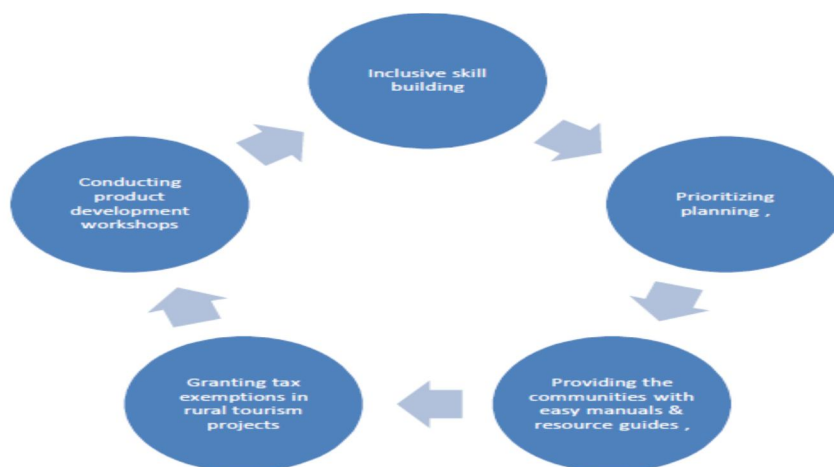 Inclusive skill
building
Prioritizing
planning ,
Providing the
communities with
easy manuals &
resource guides ,
Granting tax
exemptions in
rural tourism
projects
Conducting
product
development
workshops